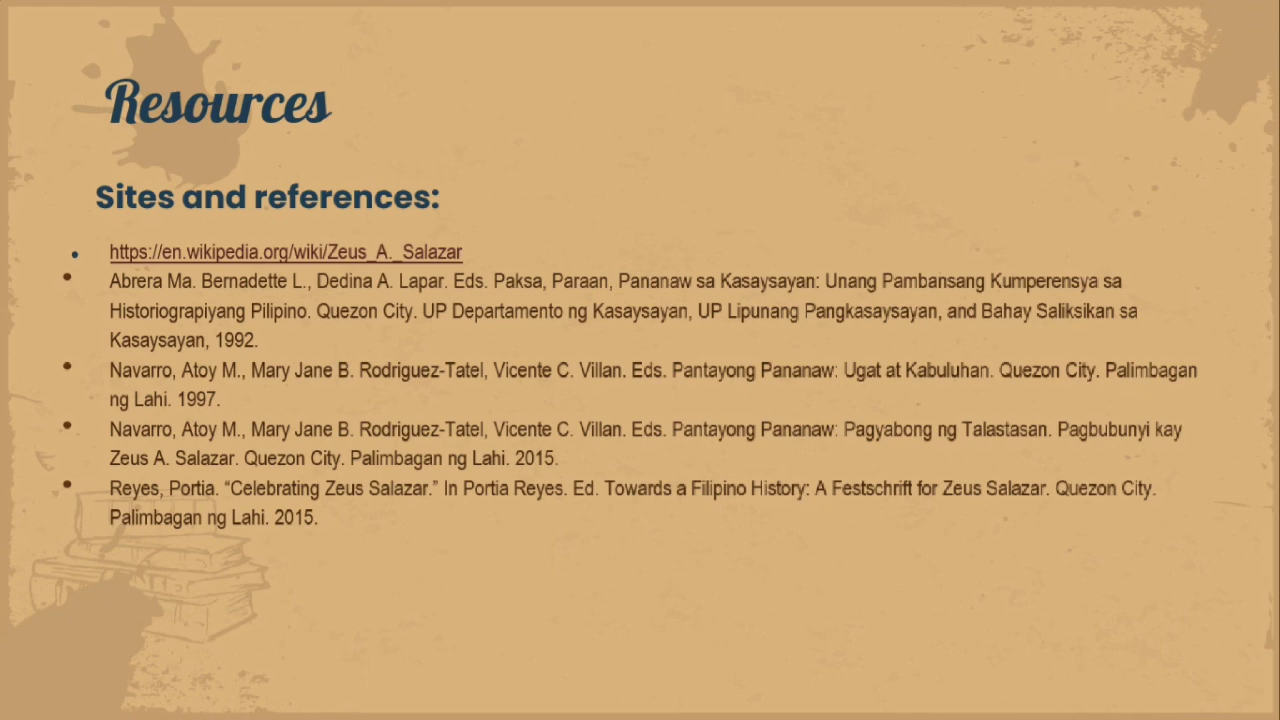 Resources
Sites and references:
• https://en.wikipedia.org/wiki/Zeus_A._Salazar
• Abrera Ma. Bernadette L., Dedina A. Lapar. Eds. Paksa, Paraan, Pananaw sa Kasaysayan: Unang Pambansang Kumperensya sa
Historiograpiyang Pilipino. Quezon City. UP Departamento ng Kasaysayan, UP Lipunang Pangkasaysayan, and Bahay Saliksikan sa
Kasaysayan, 1992.
• Navarro, Atoy M., Mary Jane B. Rodriguez-Tatel, Vicente C. Villan. Eds. Pantayong Pananaw: Ugat at Kabuluhan. Quezon City. Palimbagan
ng Lahi. 1997.
• Navarro, Atoy M., Mary Jane B. Rodriguez-Tatel, Vicente C. Villan. Eds. Pantayong Pananaw: Pagyabong ng Talastasan. Pagbubunyi kay
Zeus A. Salazar. Quezon City. Palimbagan ng Lahi. 2015.
• Reyes, Portia. “Celebrating Zeus Salazar.” In Portia Reyes. Ed. Towards a Filipino History: A Festschrift for Zeus Salazar. Quezon City.
Palimbagan ng Lahi. 2015.